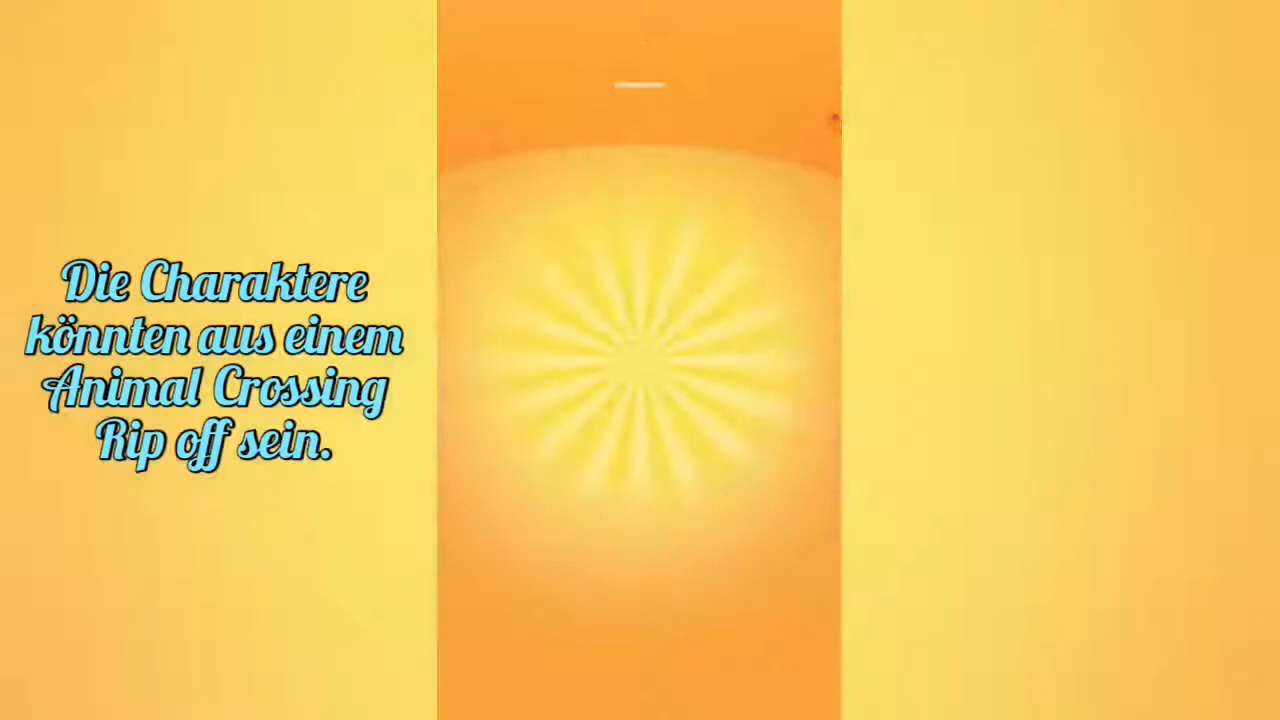 Die Charaktere
könnten aus einem
Animal Crossing
Rip off sein.